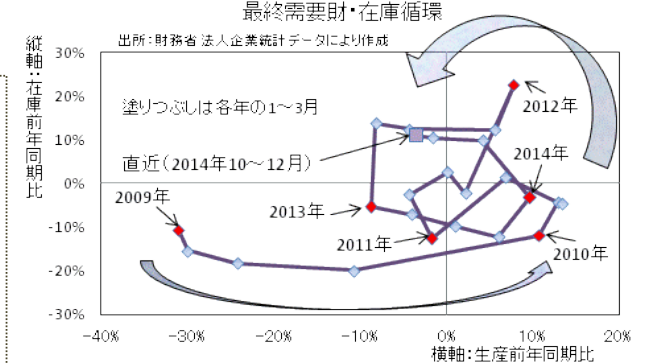 最終需要財・在庫循環
出所：財務省 法人企業統計データにより作成
縦軸：在庫前年同期比
30%
20%
10%
0%
-10%
-20%
-30%
塗りつぶしは各年の1～3月
直近（2014年10～12月）
2012年
2014年
2009年
2013年
2011年
2010年
-40%
-30%
-20%
-10%
0%
10%
20%
横軸：生産前年同期比